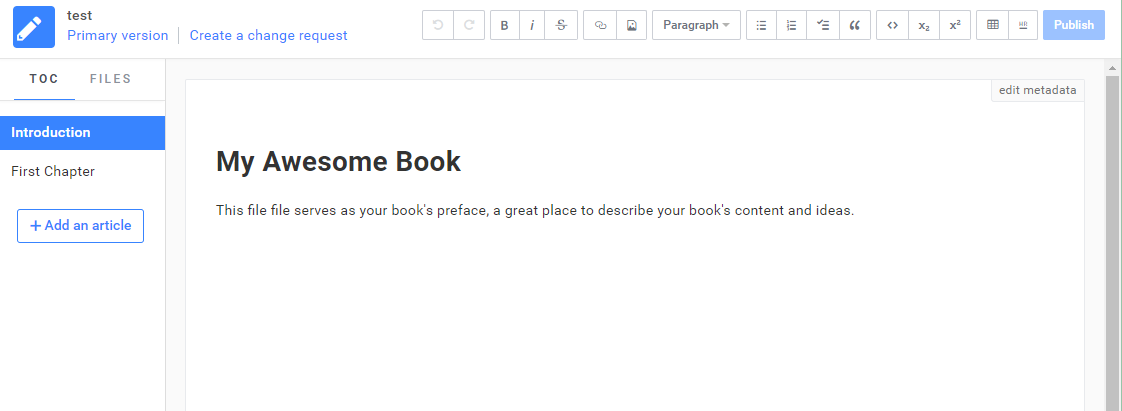 test
Primary version
Create a change request
B i S Paragraph x₂ x² Publish
TOC FILES
edit metadata
Introduction
First Chapter
+ Add an article
My Awesome Book
This file file serves as your book's preface, a great place to describe your book's content and ideas.